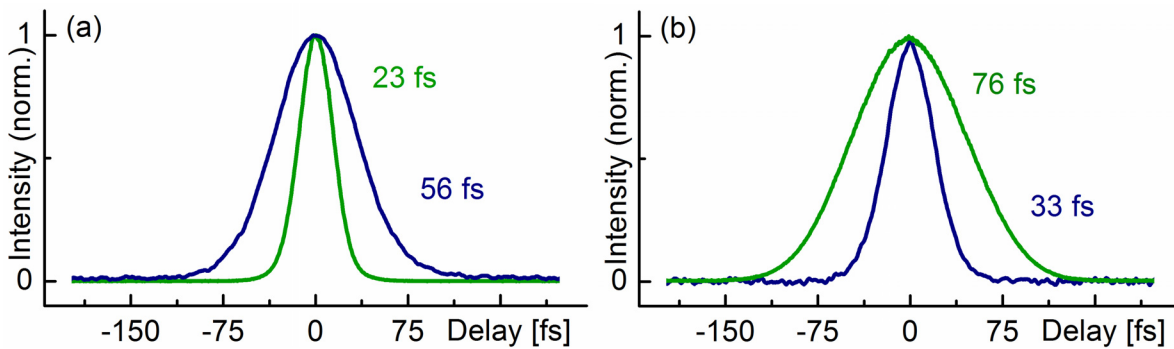 (a)
Intensity (norm.)
1
0
23 fs
56 fs
-150 -75 0 75 Delay [fs]
(b)
Intensity (norm.)
1
0
76 fs
33 fs
-150 -75 0 75 Delay [fs]